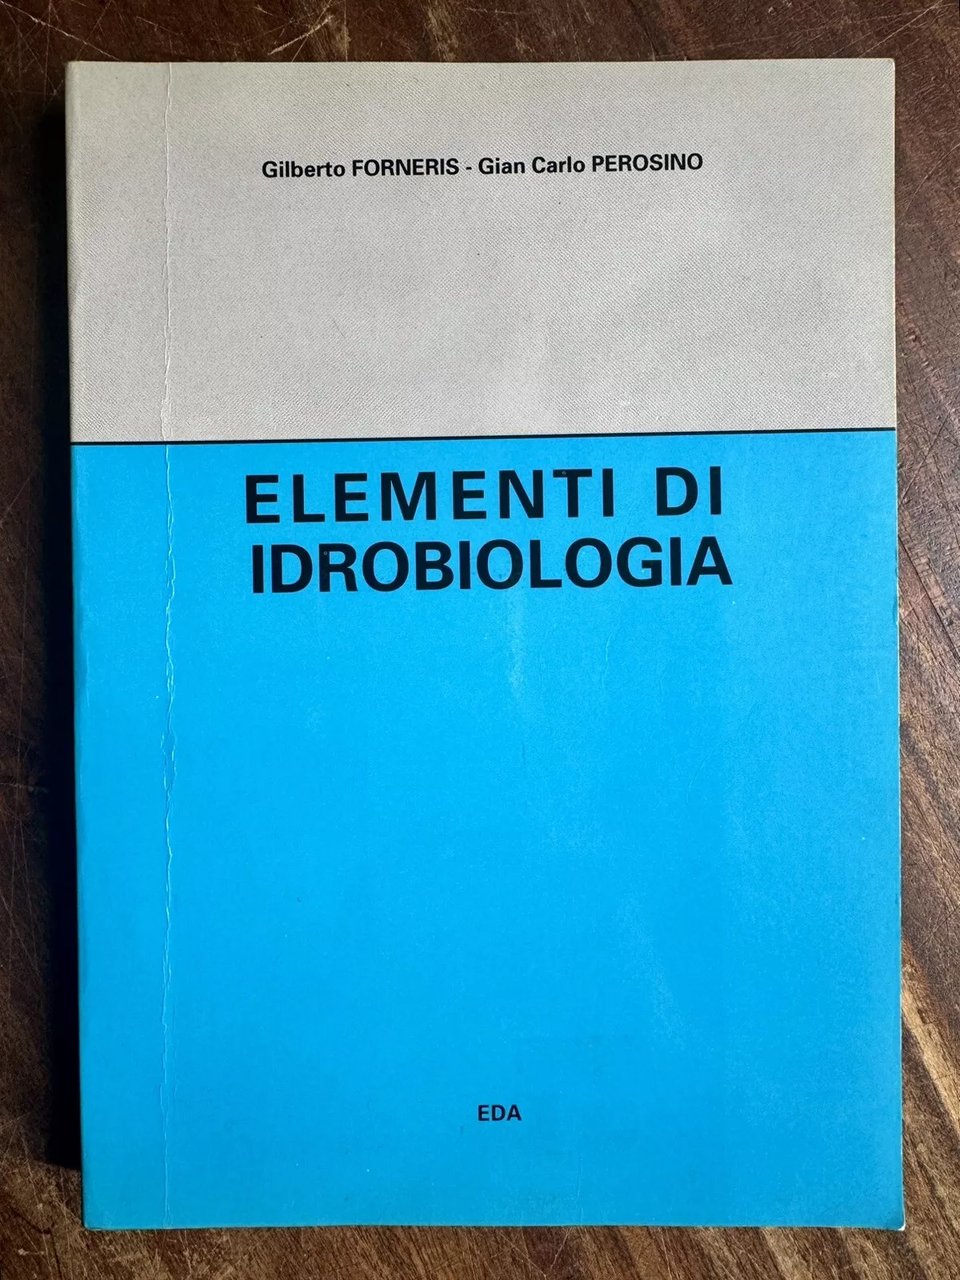 Gilberto FORNERIS - Gian Carlo PEROSINO
ELEMENTI DI
IDROBIOLOGIA
EDA